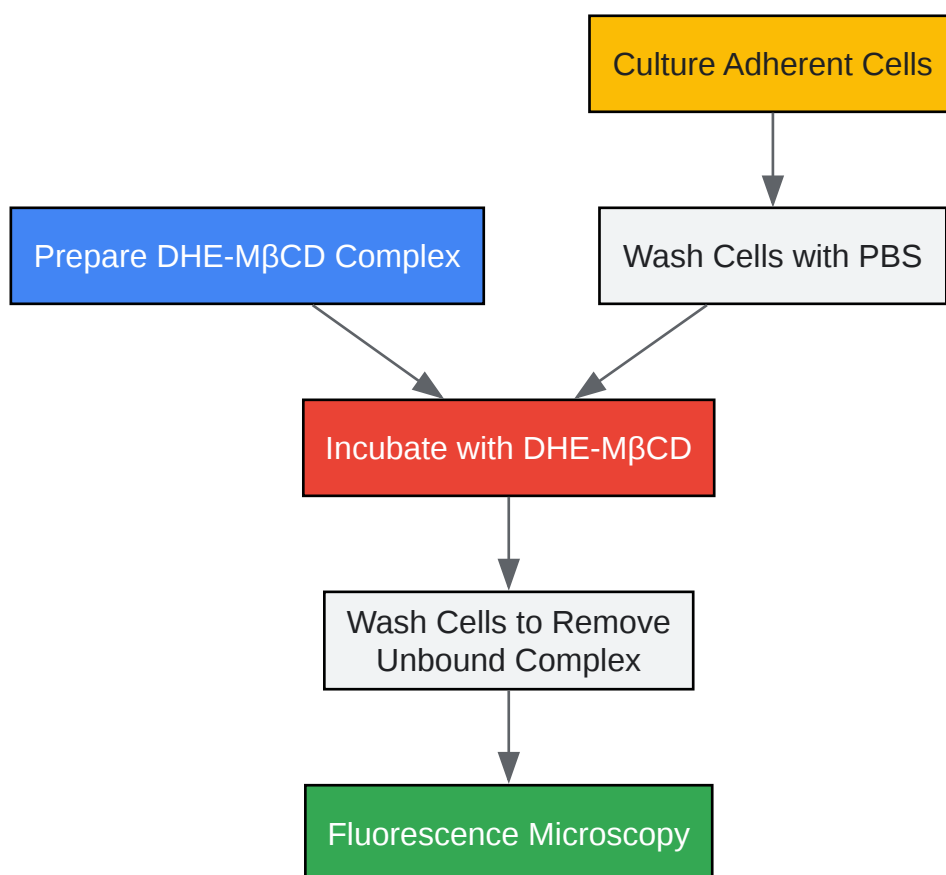 Culture Adherent Cells
Prepare DHE-MβCD Complex
Wash Cells with PBS
Incubate with DHE-MβCD
Wash Cells to Remove
Unbound Complex
Fluorescence Microscopy